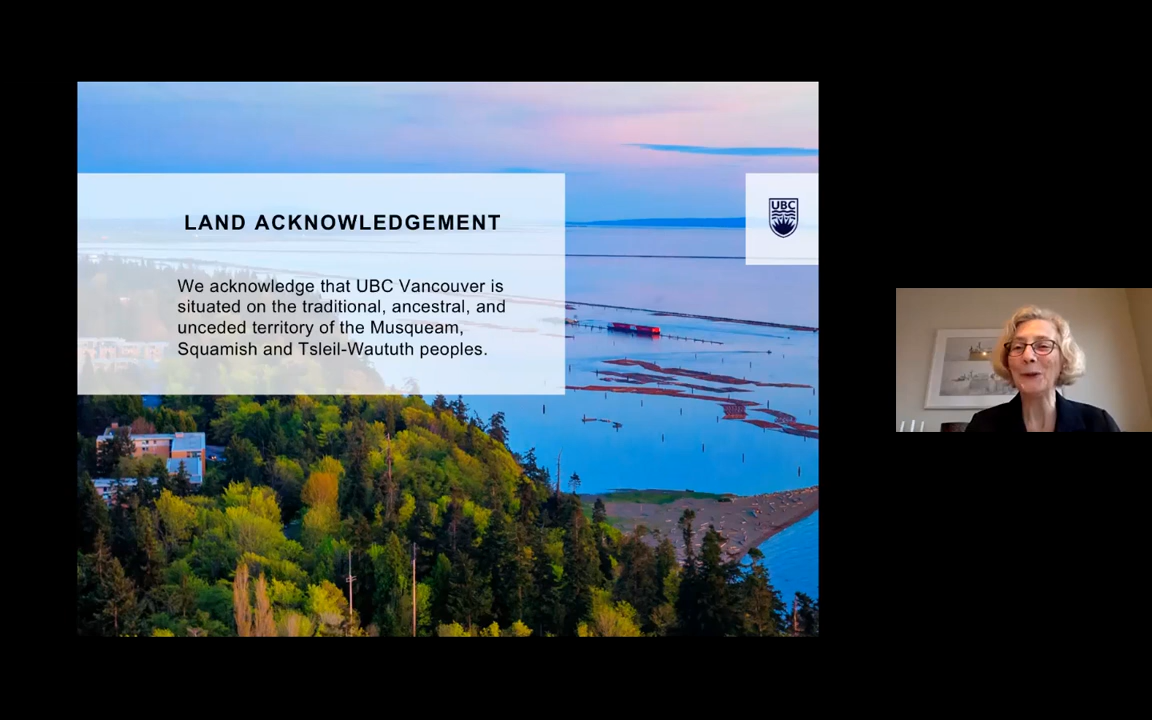 LAND ACKNOWLEDGEMENT
UBC
We acknowledge that UBC Vancouver is
situated on the traditional, ancestral, and
unceded territory of the Musqueam,
Squamish and Tsleil-Waututh peoples.